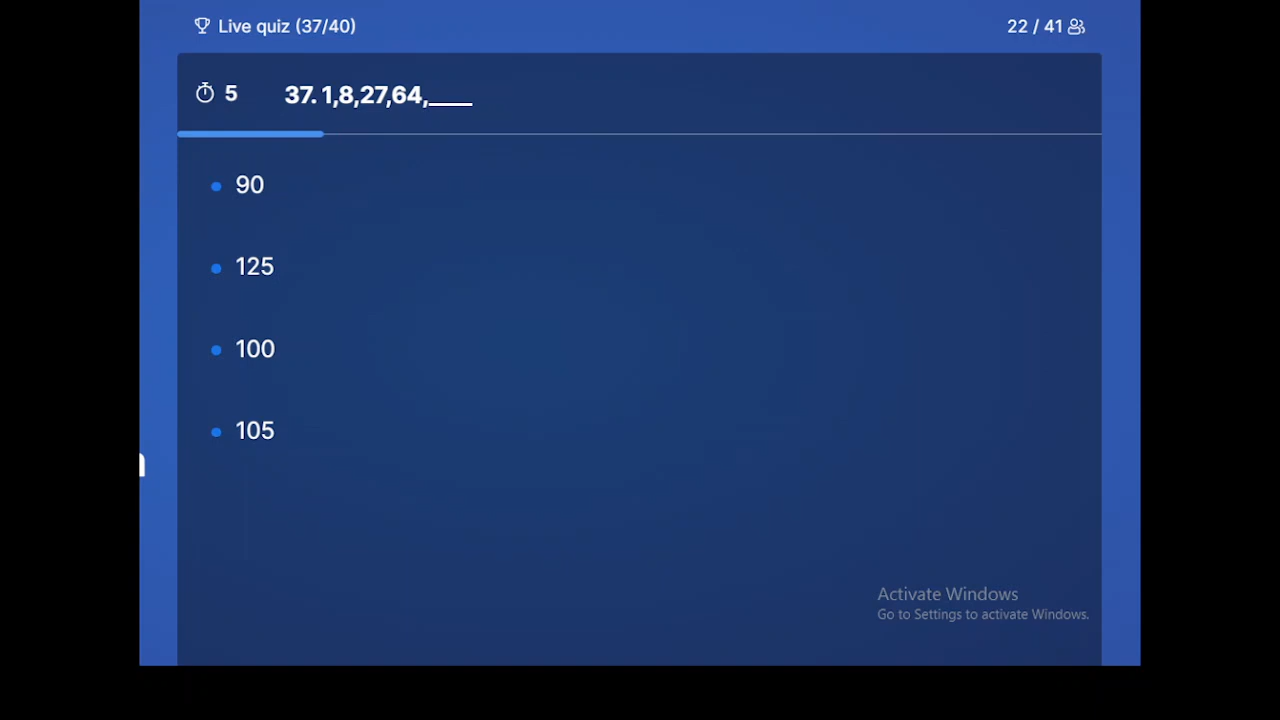 Live quiz (37/40)
22 / 41
5
37. 1,8,27,64,____
90
125
100
105
Activate Windows
Go to Settings to activate Windows.